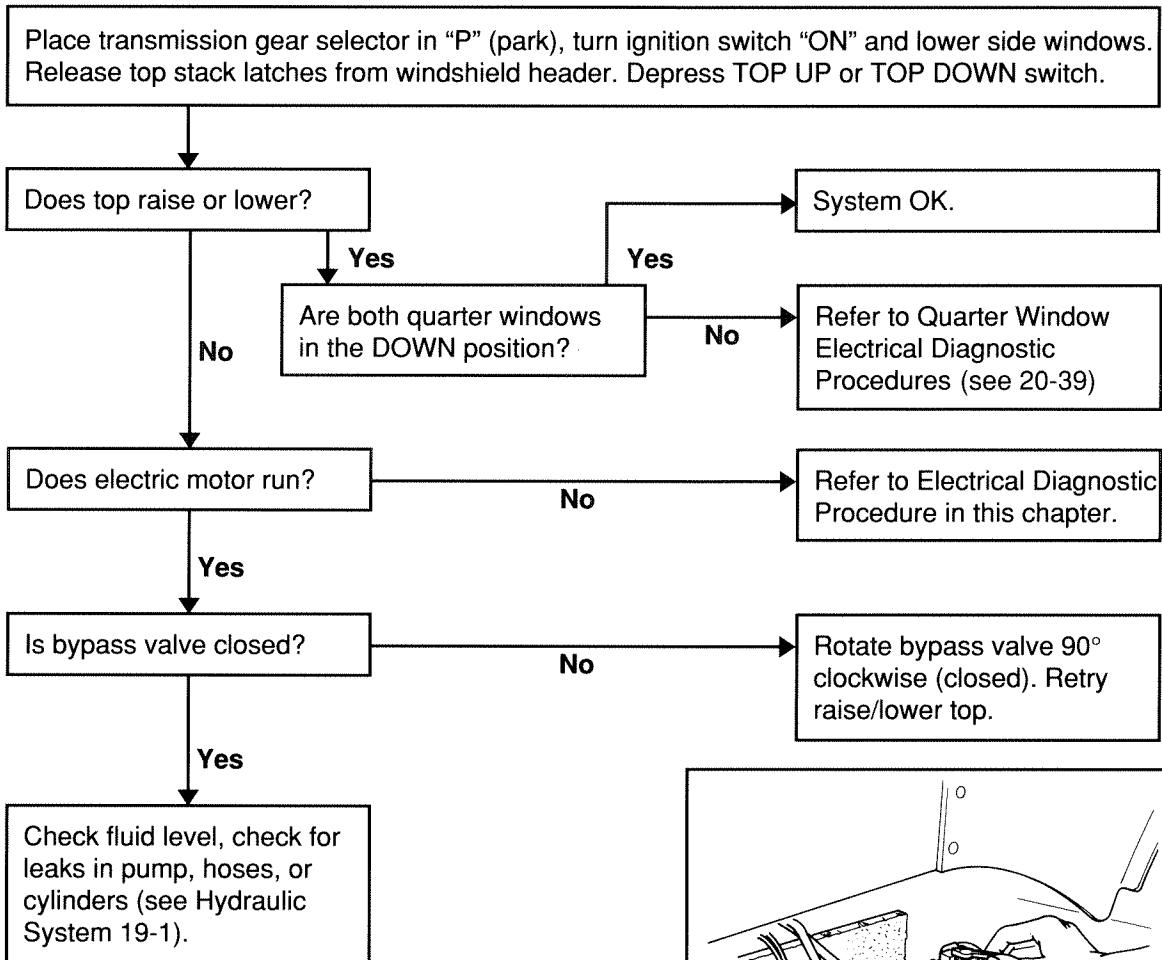 Place transmission gear selector in “P” (park), turn ignition switch “ON” and lower side windows.
Release top stack latches from windshield header. Depress TOP UP or TOP DOWN switch.
Does top raise or lower?
System OK.
Yes
Yes
Are both quarter windows
in the DOWN position?
No
Refer to Quarter Window
Electrical Diagnostic
Procedures (see 20-39)
No
Does electric motor run?
No
Refer to Electrical Diagnostic
Procedure in this chapter.
Yes
Is bypass valve closed?
No
Rotate bypass valve 90°
clockwise (closed). Retry
raise/lower top.
Yes
Check fluid level, check for
leaks in pump, hoses, or
cylinders (see Hydraulic
System 19-1).